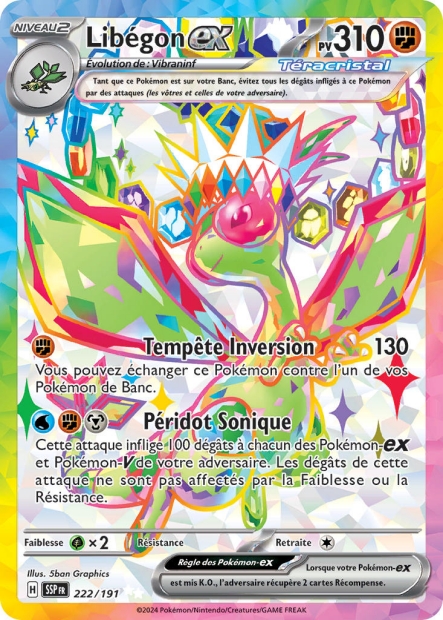 NIVEAU 2
Libégon ex PV 310
Évolution de : Vibraninf
Téracristal
Tant que ce Pokémon est sur votre Banc, évitez tous les dégâts infligés à ce Pokémon
par des attaques (les vôtres et celles de votre adversaire).
Tempête Inversion 130
Vous pouvez échanger ce Pokémon contre l'un de vos
Pokémon de Banc.
Péridot Sonique
Cette attaque inflige 100 dégâts à chacun des Pokémon-ex
et Pokémon-V de votre adversaire. Les dégâts de cette
attaque ne sont pas affectés par la Faiblesse ou la
Résistance.
Faiblesse ×2 Résistance Retraite
Règle des Pokémon-ex Lorsque votre Pokémon-ex
est mis K.O., l'adversaire récupère 2 cartes Récompense.
Illus. 5ban Graphics
H SSP FR 222/191
©2024 Pokémon/Nintendo/Creatures/GAME FREAK